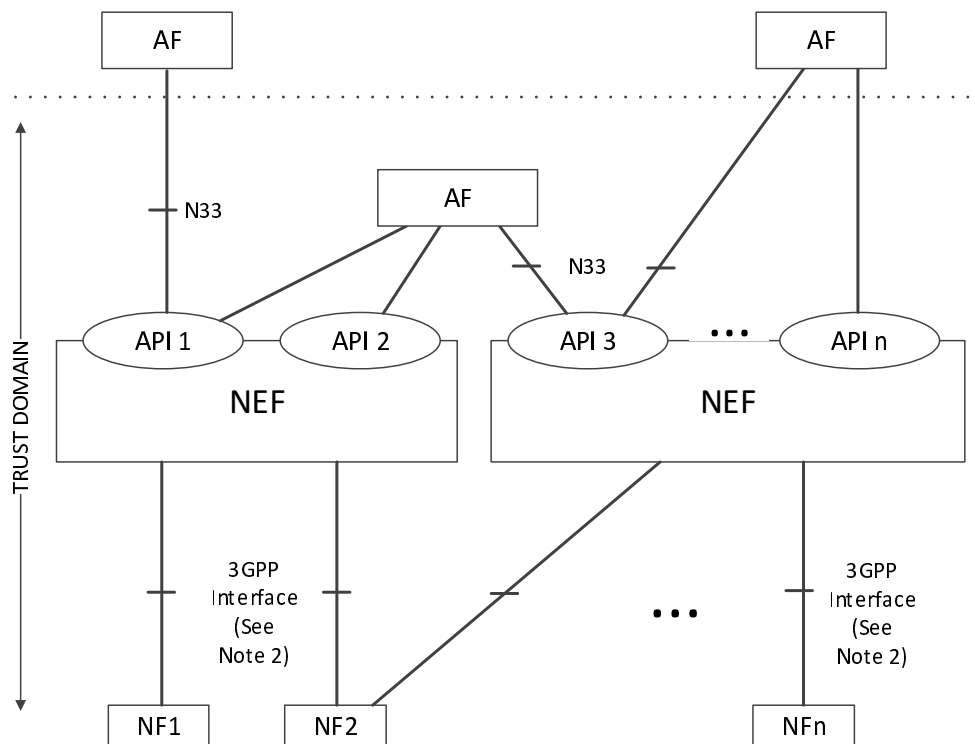 AF
AF
AF
N33
N33
API 1
API 2
API 3
...
API n
NEF
NEF
TRUST DOMAIN
3GPP
Interface
(See
Note 2)
3GPP
Interface
(See
Note 2)
...
NF1
NF2
NFn